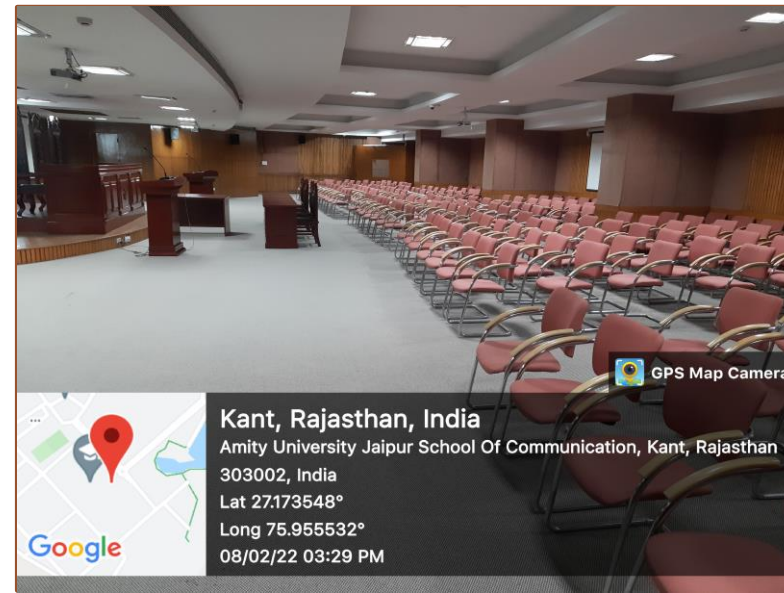 GPS Map Camera
Kant, Rajasthan, India
Amity University Jaipur School Of Communication, Kant, Rajasthan
303002, India
Lat 27.173548°
Long 75.955532°
08/02/22 03:29 PM
Google